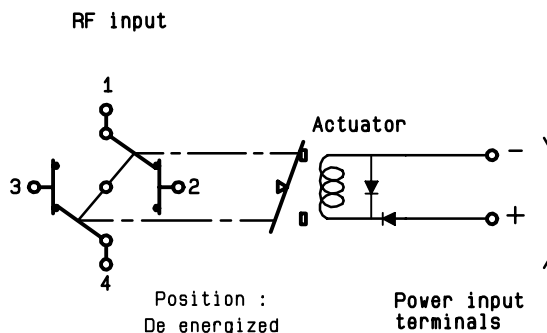 RF input
1
Actuator
-
3
2
+
4
Position :
De energized
Power input
terminals